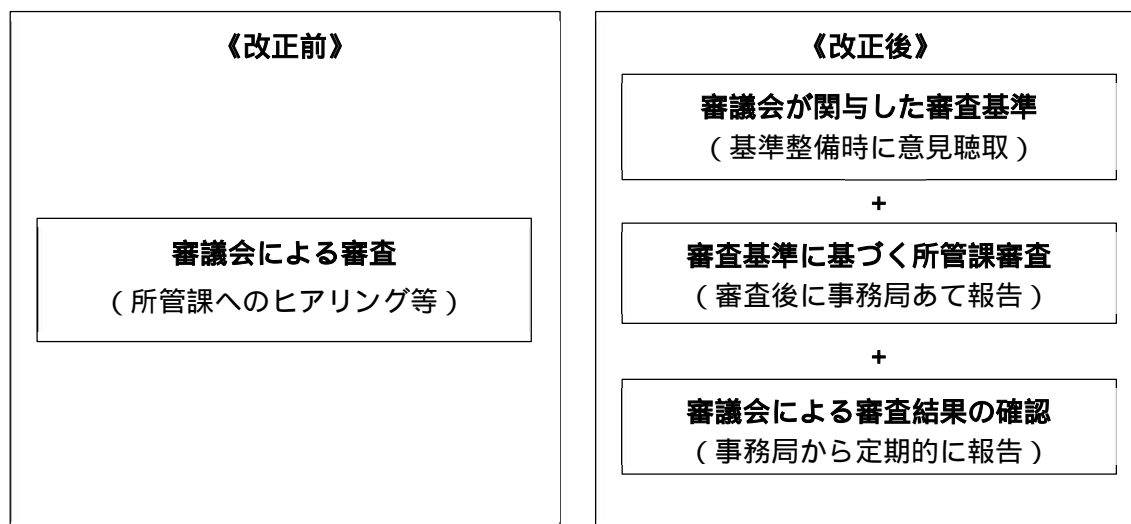 《改正前》
審議会による審査
（所管課へのヒアリング等）
《改正後》
審議会が関与した審査基準
（基準整備時に意見聴取）
+
審査基準に基づく所管課審査
（審査後に事務局あて報告）
+
審議会による審査結果の確認
（事務局から定期的に報告）